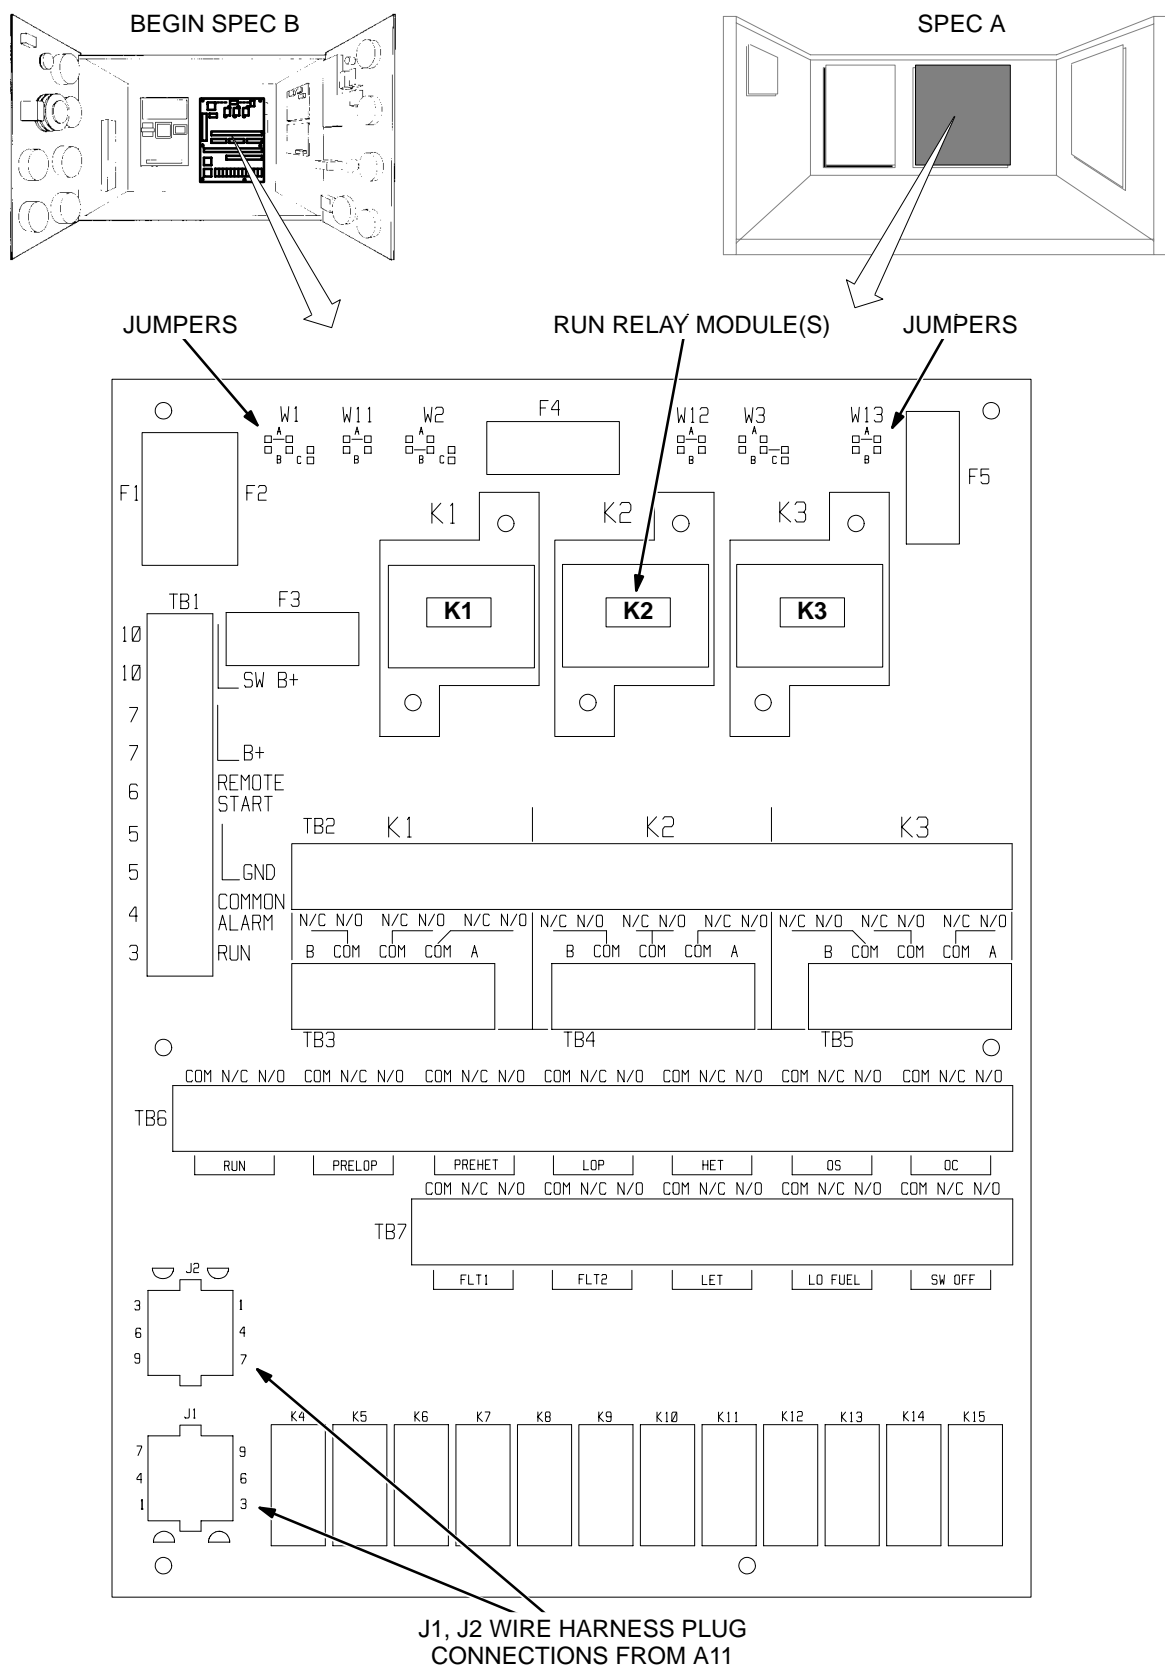 BEGIN SPEC B
SPEC A
JUMPERS
RUN RELAY MODULE(S)
JUMPERS
W1 W11 W2 F4 W12 W3 W13
A A A A A A
B C B B C B B C B
F1 F2 F5
K1 K2 K3
K1 K2 K3
TB1 F3
10
10 SW B+
7
7 B+
6 REMOTE START
5
5 GND
4 COMMON ALARM
3 RUN
TB2 K1 K2 K3
N/C N/O N/C N/O N/C N/O N/C N/O N/C N/O N/C N/O N/C N/O N/C N/O N/C N/O
B COM COM COM A B COM COM COM A B COM COM COM A
TB3 TB4 TB5
COM N/C N/O COM N/C N/O COM N/C N/O COM N/C N/O COM N/C N/O COM N/C N/O COM N/C N/O
TB6
RUN PRELOP PREHET LOP HET OS OC
COM N/C N/O COM N/C N/O COM N/C N/O COM N/C N/O COM N/C N/O
TB7
FLT1 FLT2 LET LO FUEL SW OFF
J2
3 1
6 4
9 7
J1 K4 K5 K6 K7 K8 K9 K10 K11 K12 K13 K14 K15
7 9
4 6
1 3
J1, J2 WIRE HARNESS PLUG
CONNECTIONS FROM A11